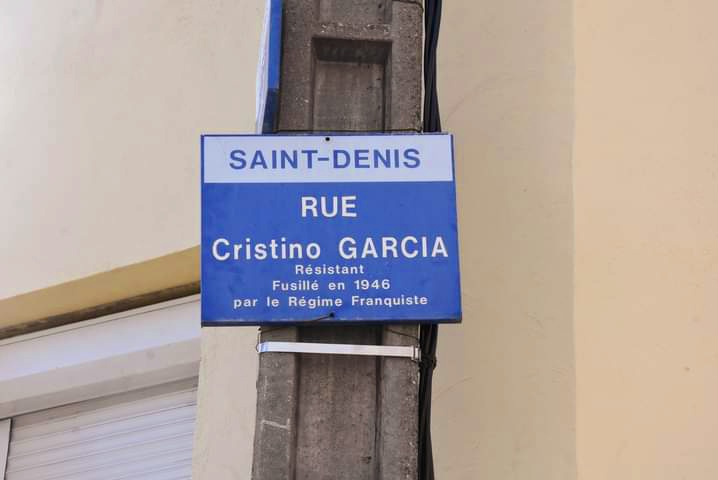 SAINT-DENIS
RUE
Cristino GARCIA
Résistant
Fusillé en 1946
par le Régime Franquiste